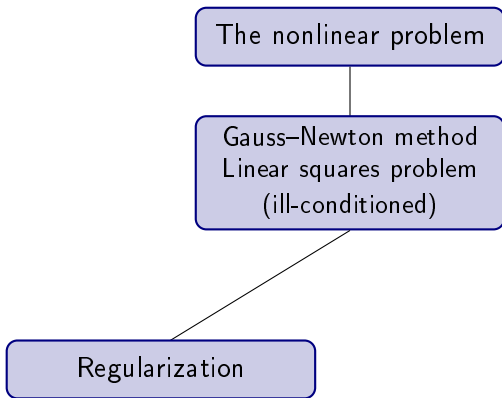 The nonlinear problem
Gauss–Newton method
Linear squares problem
(ill-conditioned)
Regularization